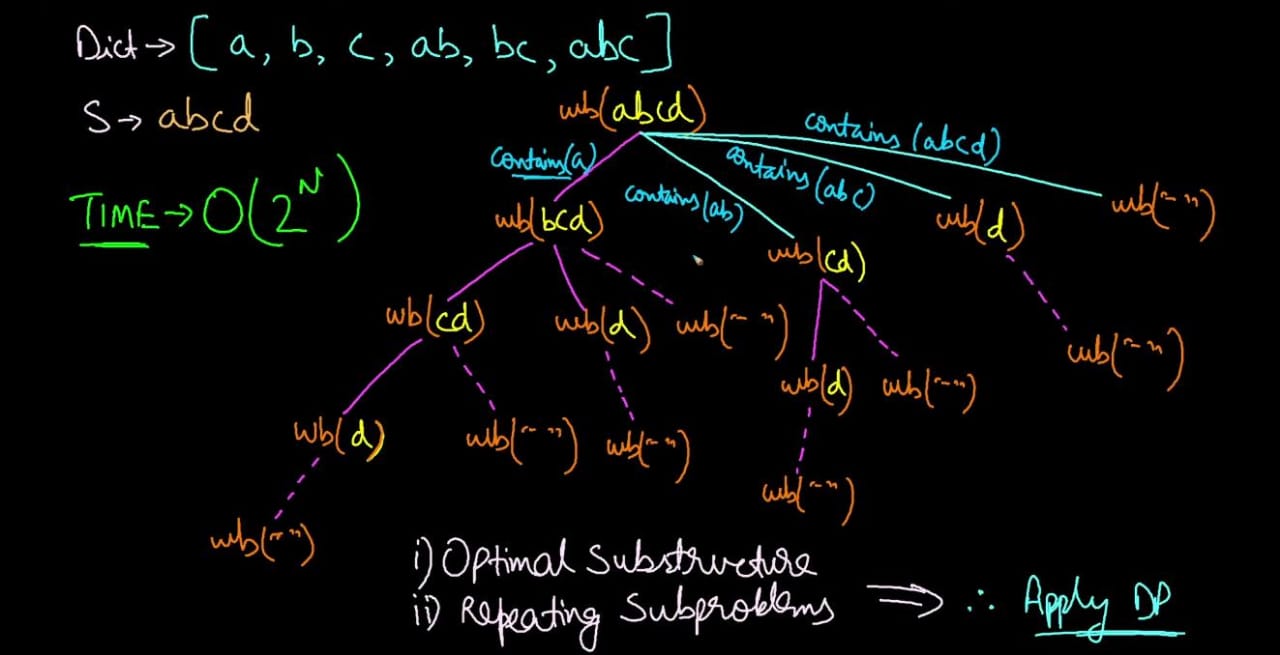 Dict → [a, b, c, ab, bc, abc]
S → abcd
TIME → O(2^N)
wb(abcd)
contains(a)
contains(ab)
contains(abc)
contains(abcd)
wb(bcd)
wb(cd)
wb(d)
wb(" ")
wb(cd)
wb(d)
wb(" ")
wb(d)
wb(" ")
wb(" ")
wb(d)
wb(" ")
wb(" ")
wb(" ")
wb(" ")
i) Optimal Substructure
ii) Repeating Subproblems
⇒ ∴ Apply DP